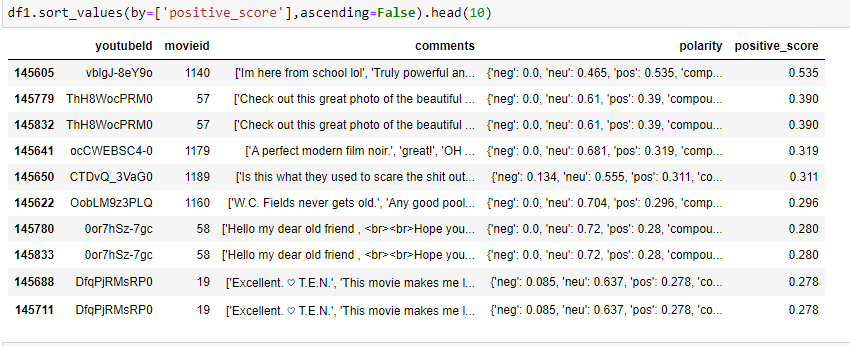 df1.sort_values(by=['positive_score'],ascending=False).head(10)
youtubeId movieid comments polarity positive_score
145605 vblgJ-8eY9o 1140 ['Im here from school lol', 'Truly powerful an... {'neg': 0.0, 'neu': 0.465, 'pos': 0.535, 'comp... 0.535
145779 ThH8WocPRM0 57 ['Check out this great photo of the beautiful ... {'neg': 0.0, 'neu': 0.61, 'pos': 0.39, 'compou... 0.390
145832 ThH8WocPRM0 57 ['Check out this great photo of the beautiful ... {'neg': 0.0, 'neu': 0.61, 'pos': 0.39, 'compou... 0.390
145641 ocCWEBSC4-0 1179 ['A perfect modern film noir.', 'great!', 'OH ... {'neg': 0.0, 'neu': 0.681, 'pos': 0.319, 'comp... 0.319
145650 CTDvQ_3VaG0 1189 ['Is this what they used to scare the shit out... {'neg': 0.134, 'neu': 0.555, 'pos': 0.311, 'co... 0.311
145622 OobLM9z3PLQ 1160 ['W.C. Fields never gets old.', 'Any good pool... {'neg': 0.0, 'neu': 0.704, 'pos': 0.296, 'comp... 0.296
145780 0or7hSz-7gc 58 ['Hello my dear old friend , <br><br>Hope you... {'neg': 0.0, 'neu': 0.72, 'pos': 0.28, 'compou... 0.280
145833 0or7hSz-7gc 58 ['Hello my dear old friend , <br><br>Hope you... {'neg': 0.0, 'neu': 0.72, 'pos': 0.28, 'compou... 0.280
145688 DfqPjRMsRP0 19 ['Excellent. ♡ T.E.N.', 'This movie makes me l... {'neg': 0.085, 'neu': 0.637, 'pos': 0.278, 'co... 0.278
145711 DfqPjRMsRP0 19 ['Excellent. ♡ T.E.N.', 'This movie makes me l... {'neg': 0.085, 'neu': 0.637, 'pos': 0.278, 'co... 0.278